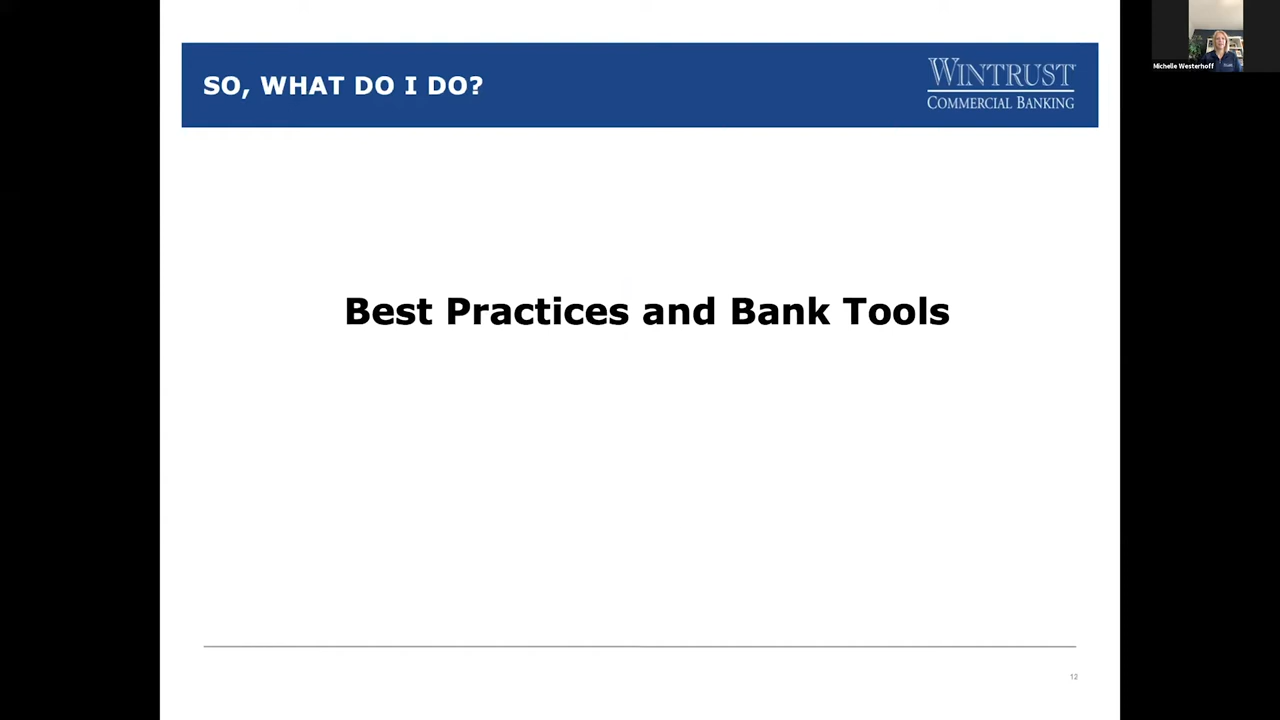 SO, WHAT DO I DO?
WINTRUST
COMMERCIAL BANKING
Michelle Westerhoff
Best Practices and Bank Tools
12